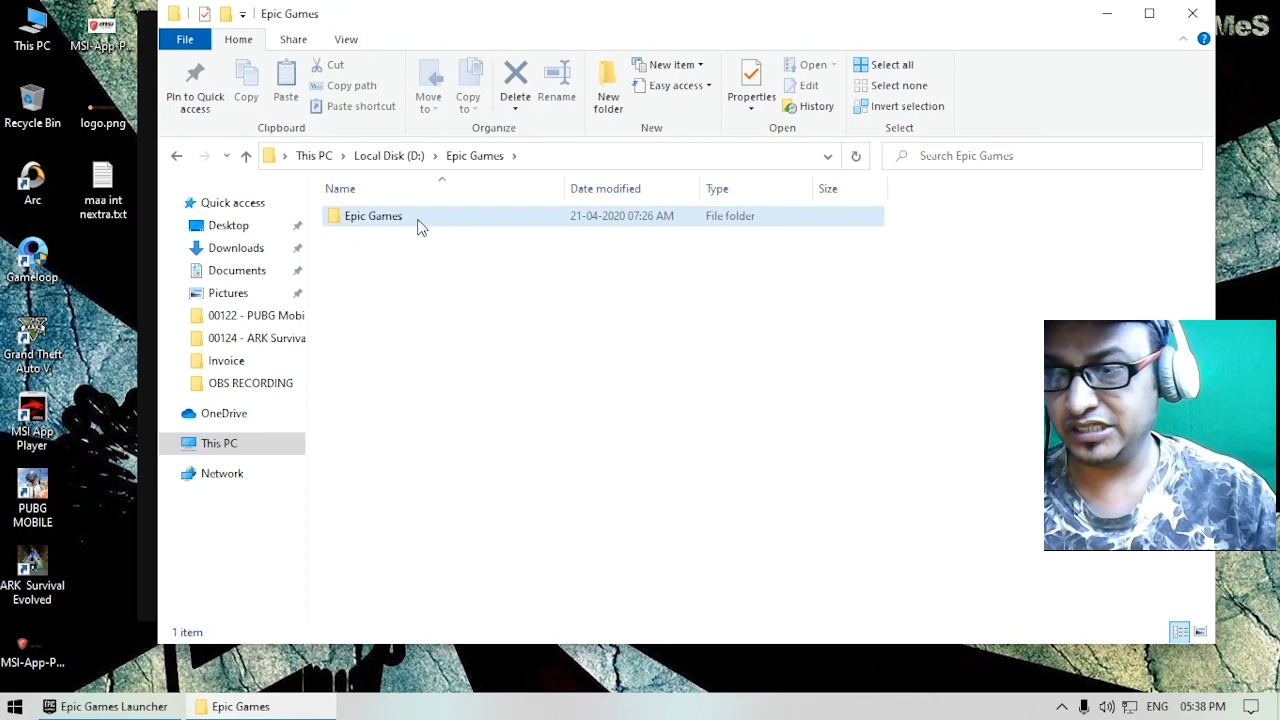 Epic Games
File
Home
Share
View
Pin to Quick access
Copy
Paste
Cut
Copy path
Paste shortcut
Clipboard
Move to
Copy to
Delete
Rename
Organize
New folder
New item
Easy access
New
Properties
Open
Edit
History
Open
Select all
Select none
Invert selection
Select
This PC
Local Disk (D:)
Epic Games
Search Epic Games
Name
Date modified
Type
Size
Epic Games
21-04-2020 07:26 AM
File folder
Quick access
Desktop
Downloads
Documents
Pictures
00122 - PUBG Mobi
00124 - ARK Surviva
Invoice
OBS RECORDING
OneDrive
This PC
Network
1 item
This PC
MSI-App-P...
Recycle Bin
logo.png
Arc
maa int
nextra.txt
Gameloop
Grand Theft
Auto V
MSI App
Player
PUBG
MOBILE
ARK Survival
Evolved
MSI-App-P...
MeS
Epic Games Launcher
Epic Games
ENG
05:38 PM